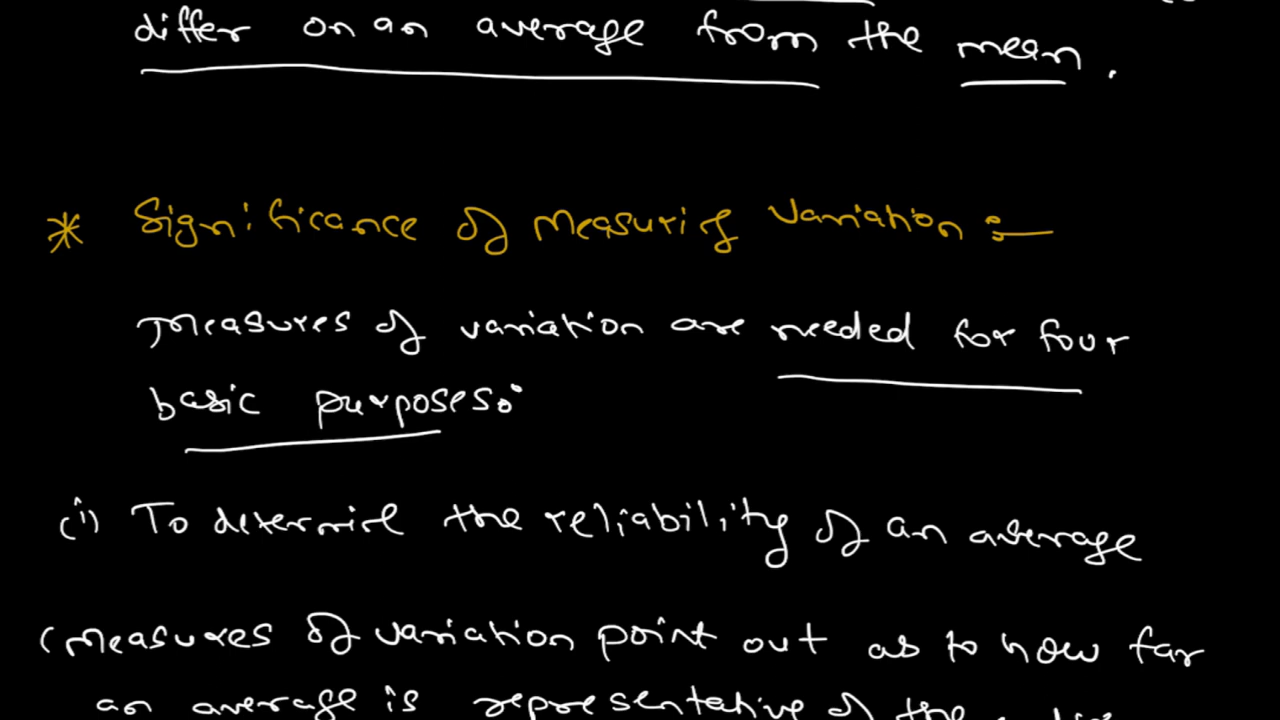 differ on an average from the mean.
* Significance of Measuring Variation :-
Measures of variation are needed for four
basic purposes:
(i) To determine the reliability of an average
(Measures of variation point out as to how far
an average is representative of the